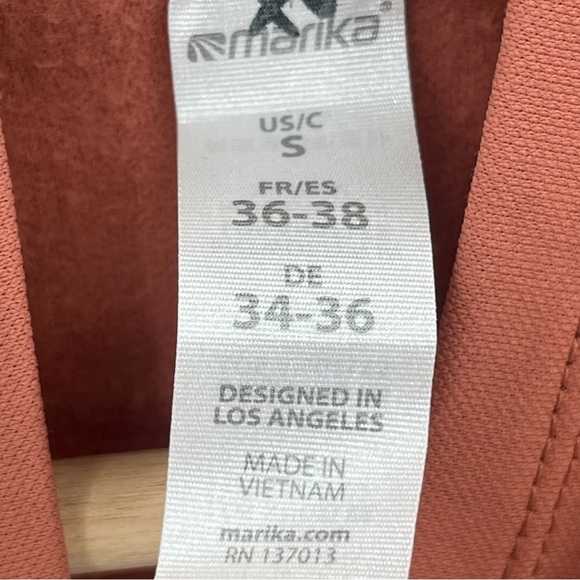 marika®
US/C
S
FR/ES
36-38
DE
34-36
DESIGNED IN
LOS ANGELES
MADE IN
VIETNAM
marika.com
RN 137013